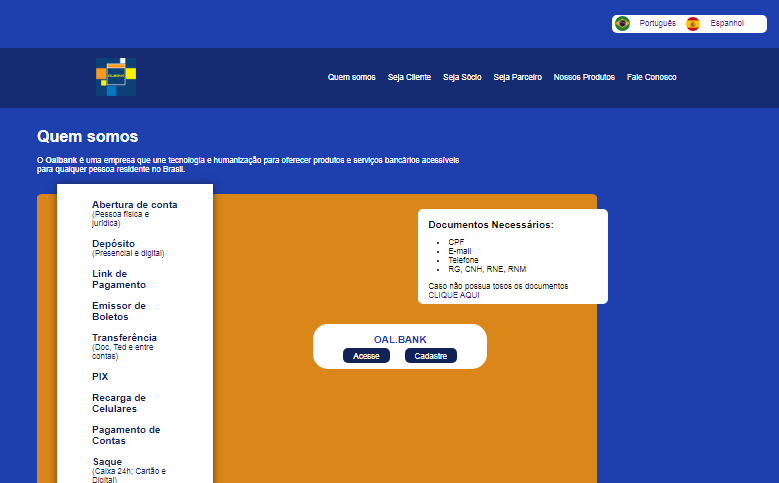 Português Espanhol
OALBANK
Quem somos Seja Cliente Seja Sócio Seja Parceiro Nossos Produtos Fale Conosco
Quem somos
O Oalbank é uma empresa que une tecnologia e humanização para oferecer produtos e serviços bancários acessíveis
para qualquer pessoa residente no Brasil.
Abertura de conta
(Pessoa física e
jurídica)
Depósito
(Presencial e digital)
Link de
Pagamento
Emissor de
Boletos
Transferência
(Doc, Ted e entre
contas)
PIX
Recarga de
Celulares
Pagamento de
Contas
Saque
(Caixa 24h; Cartão e
Digital)
Documentos Necessários:
CPF
E-mail
Telefone
RG, CNH, RNE, RNM
Caso não possua tosos os documentos
CLIQUE AQUI
OAL.BANK
Acesse Cadastre